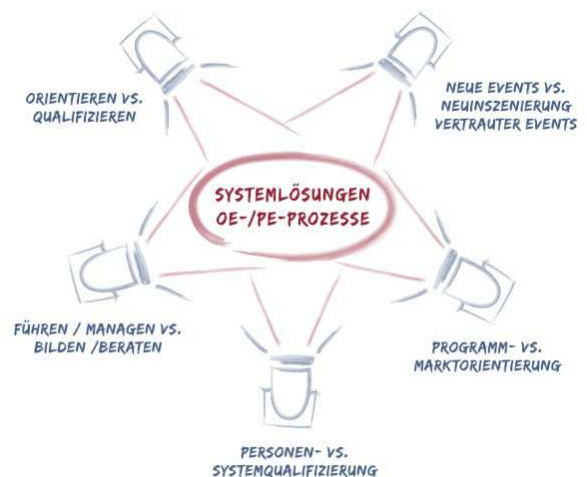 ORIENTIEREN VS.
QUALIFIZIEREN
NEUE EVENTS VS.
NEUINSZENIERUNG
VERTRAUTER EVENTS
SYSTEMLÖSUNGEN
OE-/PE-PROZESSE
FÜHREN / MANAGEN VS.
BILDEN /BERATEN
PROGRAMM- VS.
MARKTORIENTIERUNG
PERSONEN- VS.
SYSTEMQUALIFIZIERUNG